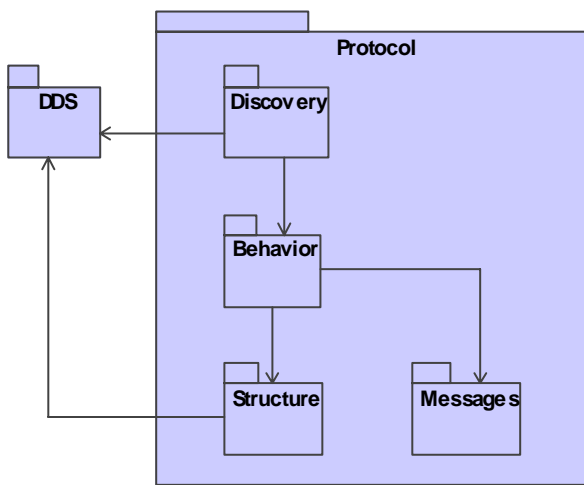 Protocol
DDS
Discovery
Behavior
Structure
Messages